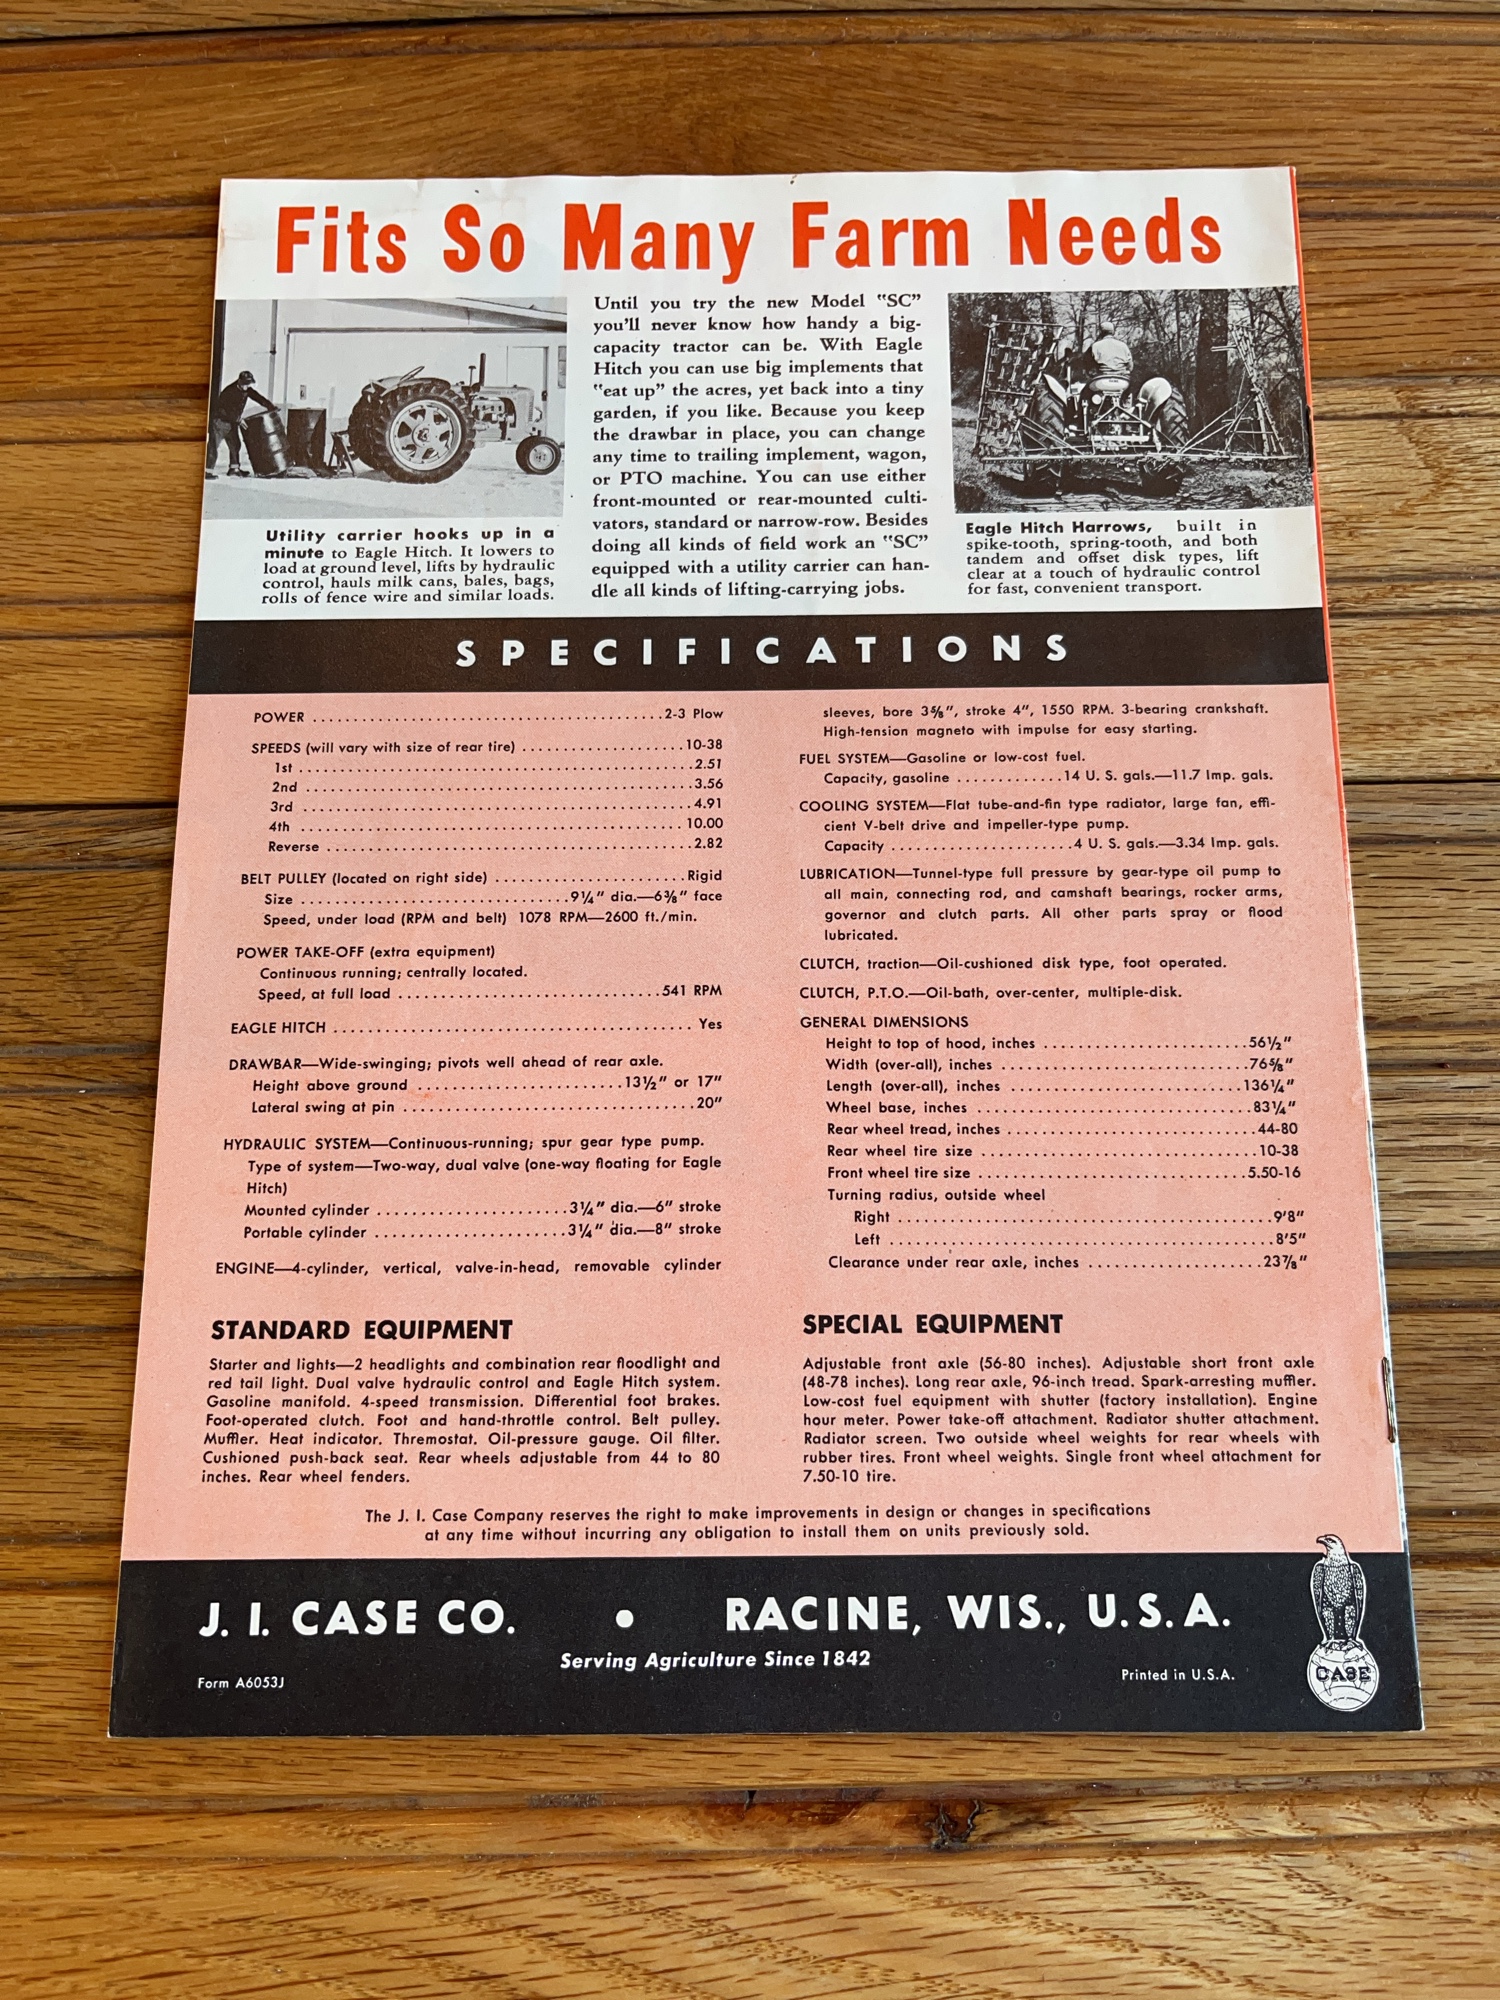 Fits So Many Farm Needs
Utility carrier hooks up in a
minute to Eagle Hitch. It lowers to
load at ground level, lifts by hydraulic
control, hauls milk cans, bales, bags,
rolls of fence wire and similar loads.
Until you try the new Model "SC"
you'll never know how handy a big-
capacity tractor can be. With Eagle
Hitch you can use big implements that
"eat up" the acres, yet back into a tiny
garden, if you like. Because you keep
the drawbar in place, you can change
any time to trailing implement, wagon,
or PTO machine. You can use either
front-mounted or rear-mounted culti-
vators, standard or narrow-row. Besides
doing all kinds of field work an "SC"
equipped with a utility carrier can han-
dle all kinds of lifting-carrying jobs.
Eagle Hitch Harrows, built in
spike-tooth, spring-tooth, and both
tandem and offset disk types, lift
clear at a touch of hydraulic control
for fast, convenient transport.
SPECIFICATIONS
POWER ........ 2-3 Plow
SPEEDS (will vary with size of rear tire) ........ 10-38
1st ........ 2.51
2nd ........ 3.56
3rd ........ 4.91
4th ........ 10.00
Reverse ........ 2.82
BELT PULLEY (located on right side) ........ Rigid
Size ........ 9¼" dia.—6⅜" face
Speed, under load (RPM and belt) 1078 RPM—2600 ft./min.
POWER TAKE-OFF (extra equipment)
Continuous running; centrally located.
Speed, at full load ........ 541 RPM
EAGLE HITCH ........ Yes
DRAWBAR—Wide-swinging; pivots well ahead of rear axle.
Height above ground ........ 13½" or 17"
Lateral swing at pin ........ 20"
HYDRAULIC SYSTEM—Continuous-running; spur gear type pump.
Type of system—Two-way, dual valve (one-way floating for Eagle
Hitch)
Mounted cylinder ........ 3¼" dia.—6" stroke
Portable cylinder ........ 3¼" dia.—8" stroke
ENGINE—4-cylinder, vertical, valve-in-head, removable cylinder
sleeves, bore 3⅝", stroke 4", 1550 RPM. 3-bearing crankshaft.
High-tension magneto with impulse for easy starting.
FUEL SYSTEM—Gasoline or low-cost fuel.
Capacity, gasoline ........ 14 U. S. gals.—11.7 Imp. gals.
COOLING SYSTEM—Flat tube-and-fin type radiator, large fan, effi-
cient V-belt drive and impeller-type pump.
Capacity ........ 4 U. S. gals.—3.34 Imp. gals.
LUBRICATION—Tunnel-type full pressure by gear-type oil pump to
all main, connecting rod, and camshaft bearings, rocker arms,
governor and clutch parts. All other parts spray or flood
lubricated.
CLUTCH, traction—Oil-cushioned disk type, foot operated.
CLUTCH, P.T.O.—Oil-bath, over-center, multiple-disk.
GENERAL DIMENSIONS
Height to top of hood, inches ........ 56½"
Width (over-all), inches ........ 76⅝"
Length (over-all), inches ........ 136¼"
Wheel base, inches ........ 83¼"
Rear wheel tread, inches ........ 44-80
Rear wheel tire size ........ 10-38
Front wheel tire size ........ 5.50-16
Turning radius, outside wheel
Right ........ 9'8"
Left ........ 8'5"
Clearance under rear axle, inches ........ 23⅞"
STANDARD EQUIPMENT
Starter and lights—2 headlights and combination rear floodlight and
red tail light. Dual valve hydraulic control and Eagle Hitch system.
Gasoline manifold. 4-speed transmission. Differential foot brakes.
Foot-operated clutch. Foot and hand-throttle control. Belt pulley.
Muffler. Heat indicator. Thremostat. Oil-pressure gauge. Oil filter.
Cushioned push-back seat. Rear wheels adjustable from 44 to 80
inches. Rear wheel fenders.
SPECIAL EQUIPMENT
Adjustable front axle (56-80 inches). Adjustable short front axle
(48-78 inches). Long rear axle, 96-inch tread. Spark-arresting muffler.
Low-cost fuel equipment with shutter (factory installation). Engine
hour meter. Power take-off attachment. Radiator shutter attachment.
Radiator screen. Two outside wheel weights for rear wheels with
rubber tires. Front wheel weights. Single front wheel attachment for
7.50-10 tire.
The J. I. Case Company reserves the right to make improvements in design or changes in specifications
at any time without incurring any obligation to install them on units previously sold.
J. I. CASE CO. • RACINE, WIS., U.S.A.
Serving Agriculture Since 1842
Form A6053J
Printed in U.S.A.
CASE